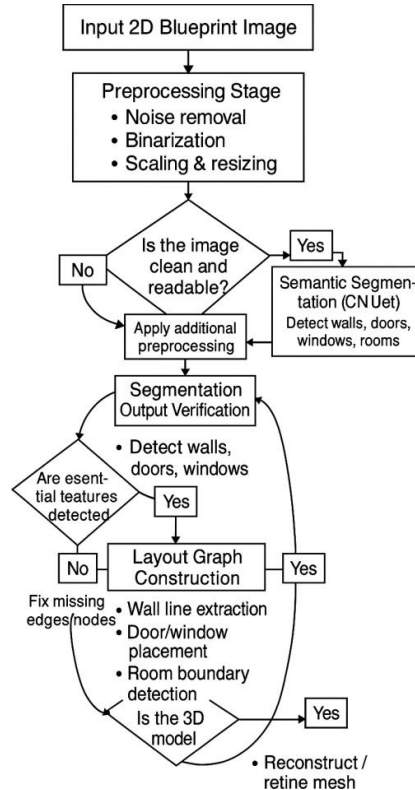 Input 2D Blueprint Image
Preprocessing Stage
• Noise removal
• Binarization
• Scaling & resizing
Is the image
clean and
readable?
No
Yes
Semantic Segmen-
tation (CN Uet)
Detect walls, doors,
windows, rooms
Apply additional
preprocessing
Segmentation
Output Verification
• Detect walls,
doors, windows
Are esent-
tial features
detected
Yes
No
Layout Graph
Construction
Yes
Fix missing
edges/nodes
• Wall line extraction
• Door/window
placement
• Room boundary
detection
Is the 3D
model
Yes
• Reconstruct /
retine mesh